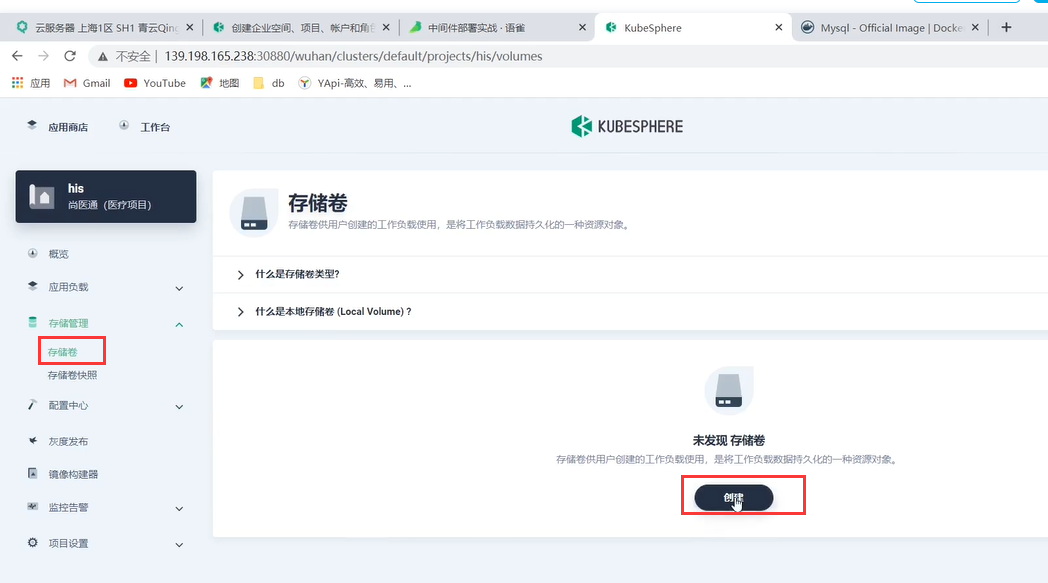 云服务器 上海1区 SH1 青云Qing
创建企业空间、项目、帐户和角色
中间件部署实战 · 语雀
KubeSphere
Mysql - Official Image | Docke
不安全 | 139.198.165.238:30880/wuhan/clusters/default/projects/his/volumes
应用 Gmail YouTube 地图 db YApi-高效、易用、...
应用商店 工作台
KUBESPHERE
his
尚医通（医疗项目）
概览
应用负载
存储管理
存储卷
存储卷快照
配置中心
灰度发布
镜像构建器
监控告警
项目设置
存储卷
存储卷供用户创建的工作负载使用，是将工作负载数据持久化的一种资源对象。
什么是存储卷类型?
什么是本地存储卷 (Local Volume) ?
未发现 存储卷
存储卷供用户创建的工作负载使用，是将工作负载数据持久化的一种资源对象。
创建